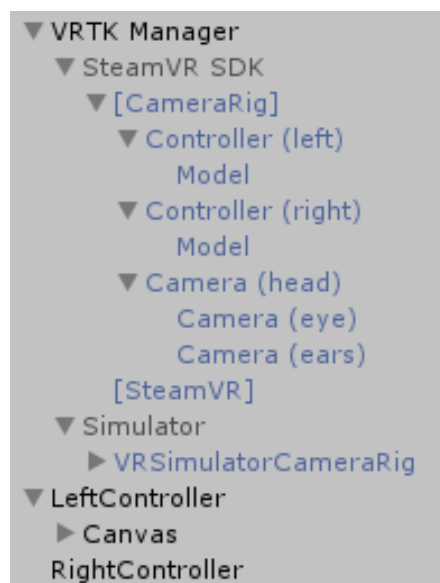 VRTK Manager
SteamVR SDK
[CameraRig]
Controller (left)
Model
Controller (right)
Model
Camera (head)
Camera (eye)
Camera (ears)
[SteamVR]
Simulator
VRSimulatorCameraRig
LeftController
Canvas
RightController